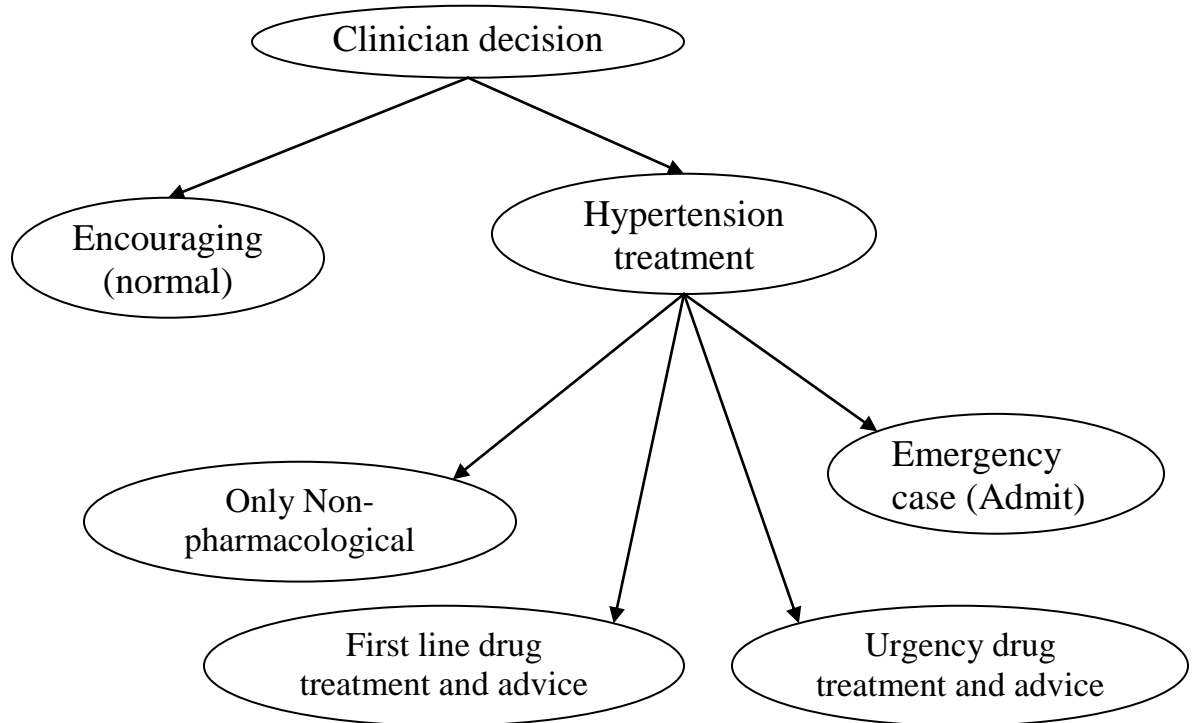 Clinician decision
Encouraging
(normal)
Hypertension
treatment
Only Non-
pharmacological
Emergency
case (Admit)
First line drug
treatment and advice
Urgency drug
treatment and advice